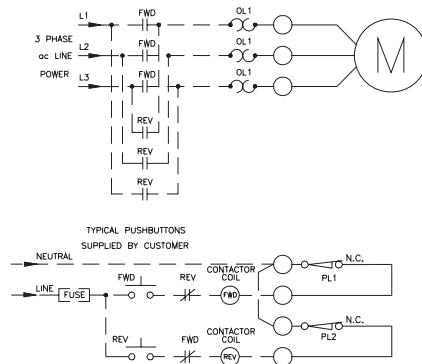 L1 FWD OL1
3 PHASE
L2 FWD OL1
ac LINE
M
POWER
L3 FWD OL1
REV
REV
REV
TYPICAL PUSHBUTTONS
SUPPLIED BY CUSTOMER
NEUTRAL
N.C.
PL1
LINE FUSE
FWD REV CONTACTOR
COIL
FWD
N.C.
PL2
REV FWD CONTACTOR
COIL
REV